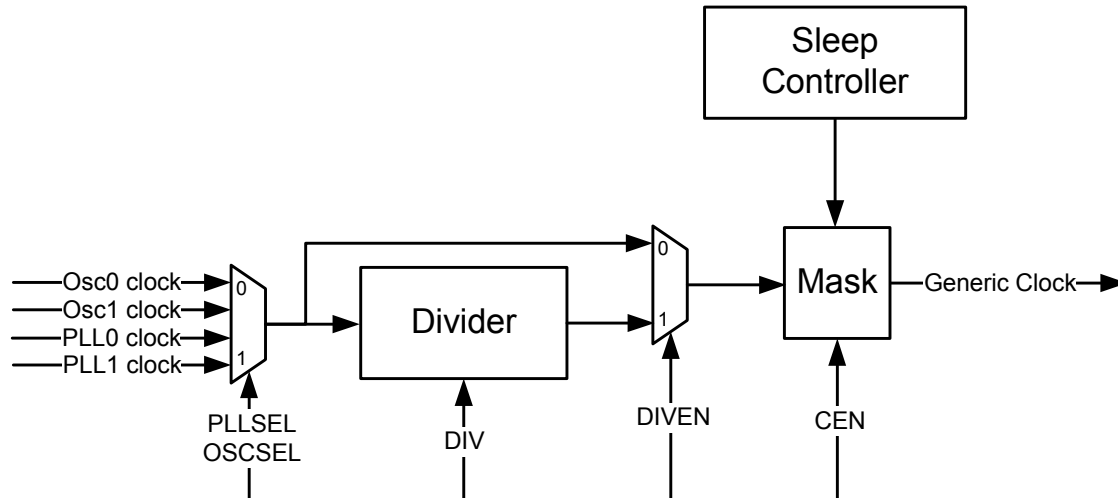 Sleep
Controller
0
Osc0 clock
0
Osc1 clock
Divider
Mask
Generic Clock
PLL0 clock
1
PLL1 clock
1
PLLSEL
OSCSEL
DIV
DIVEN
CEN